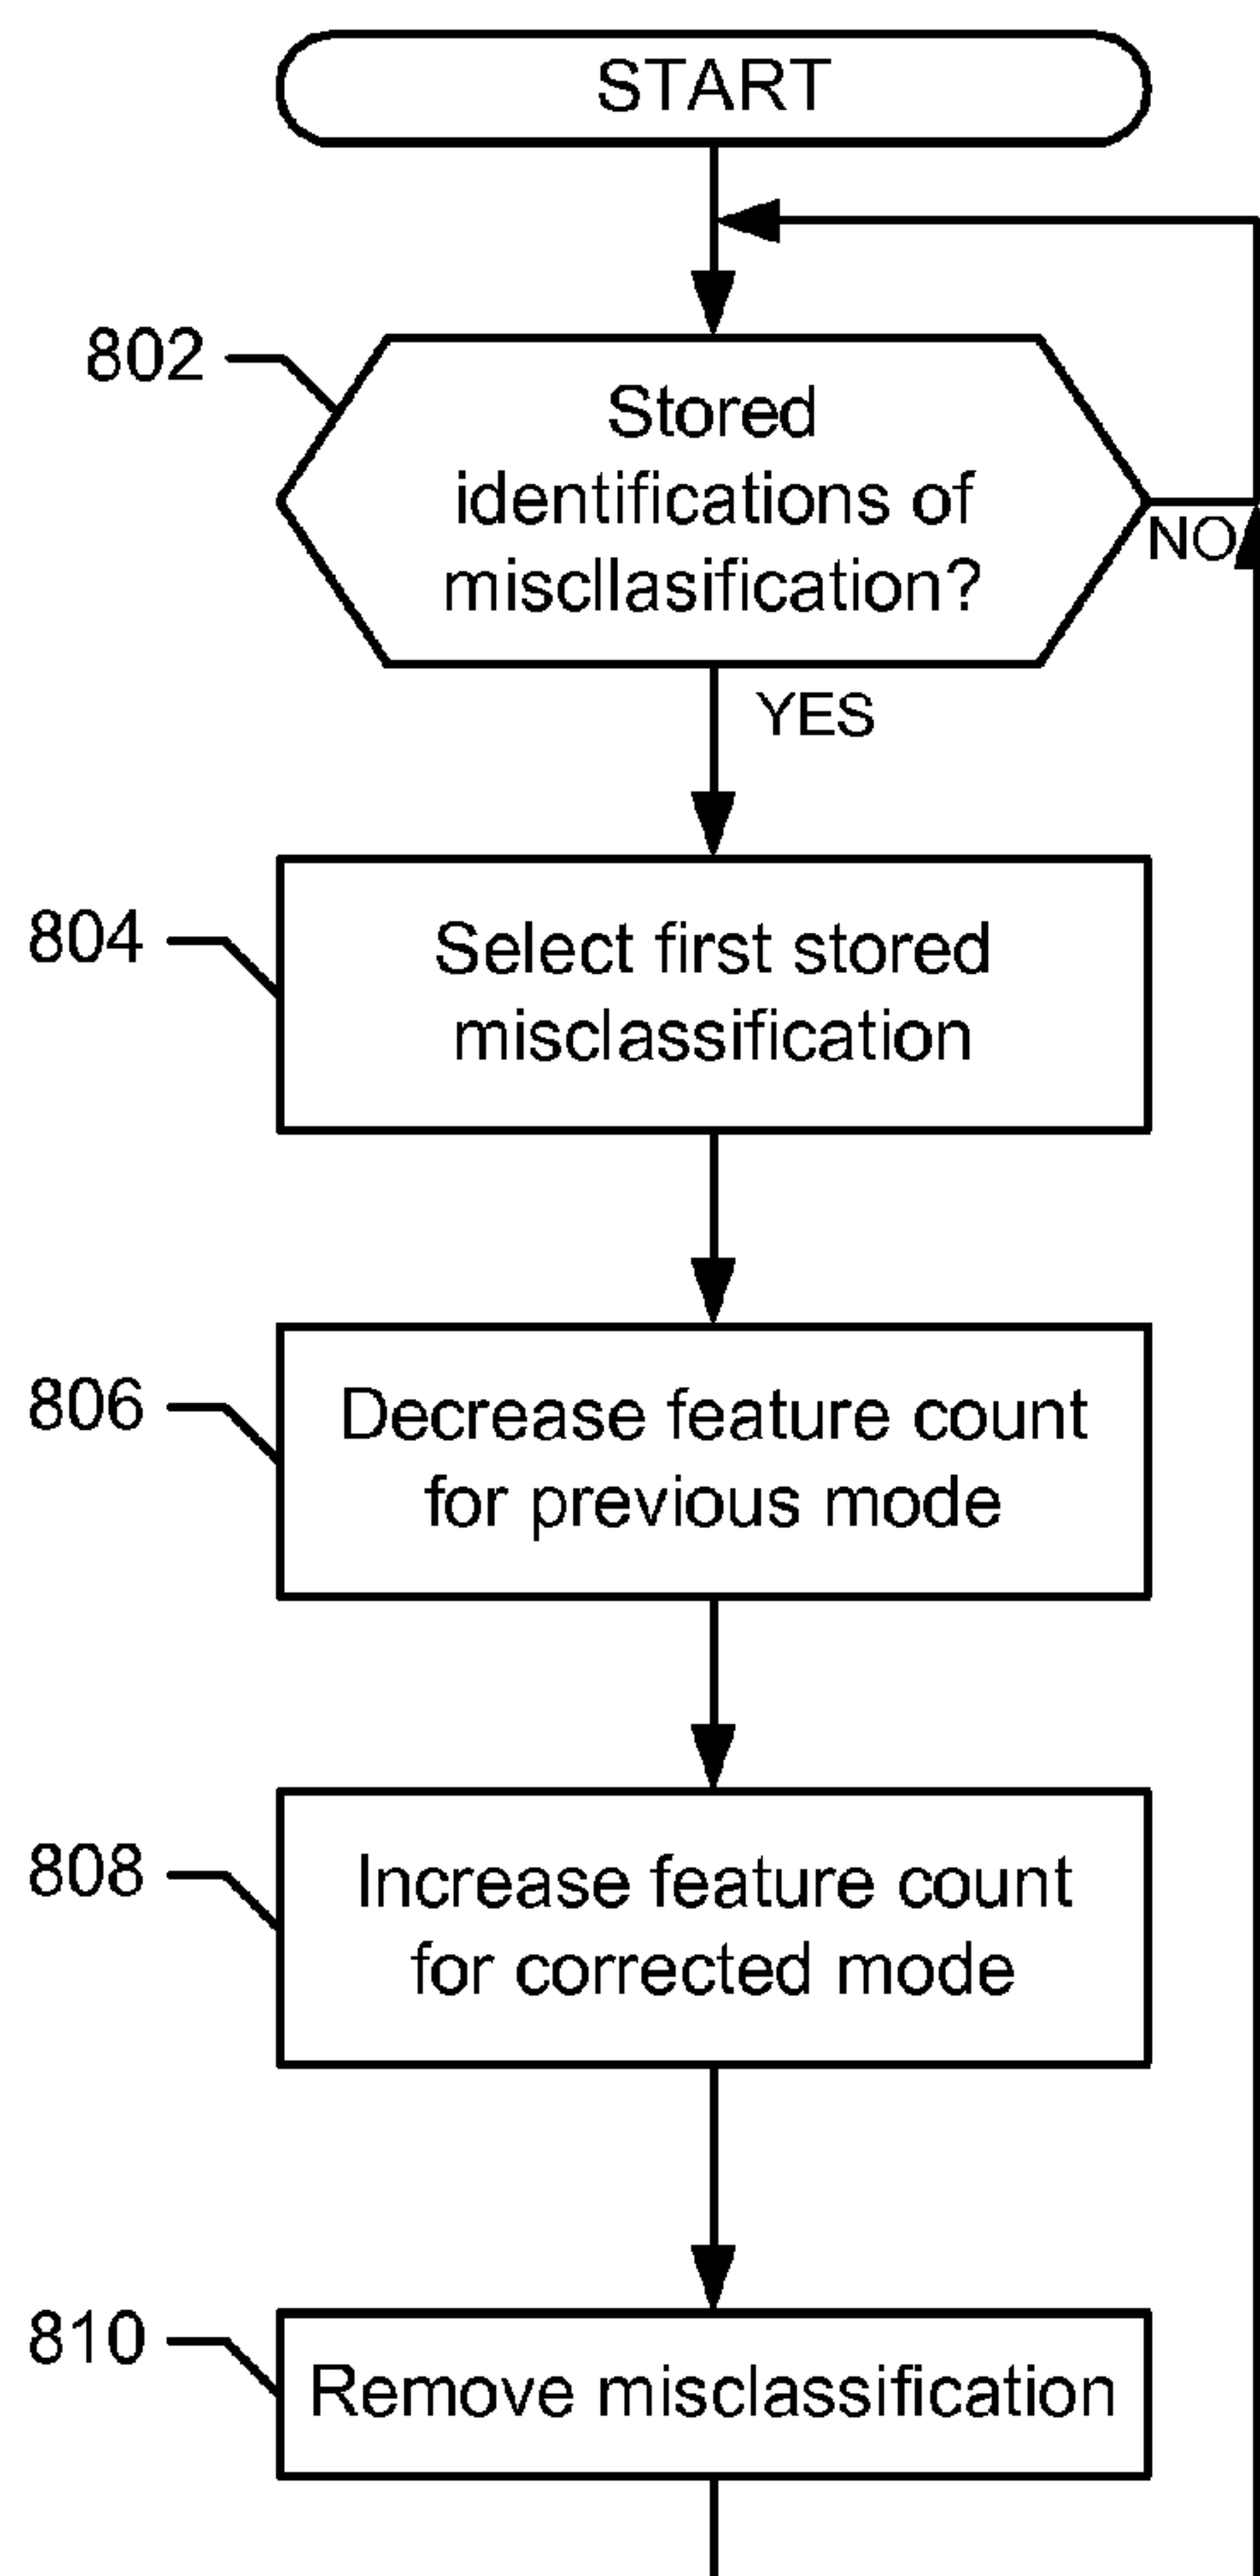 START
802
Stored
identifications of
miscllasification?
NO
YES
804
Select first stored
misclassification
806
Decrease feature count
for previous mode
808
Increase feature count
for corrected mode
810
Remove misclassification